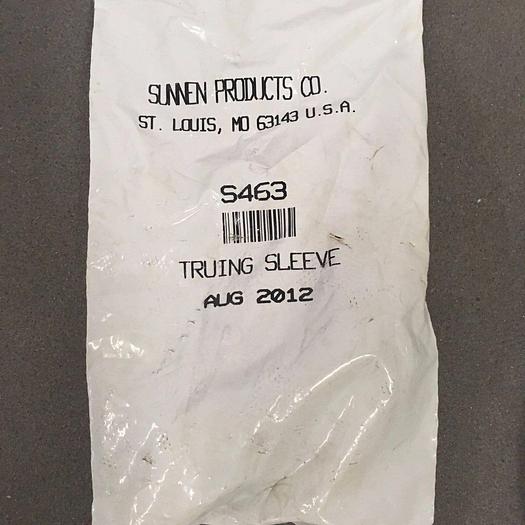 SUNNEN PRODUCTS CO.
ST. LOUIS, MO 63143 U.S.A.
S463
TRUING SLEEVE
AUG 2012